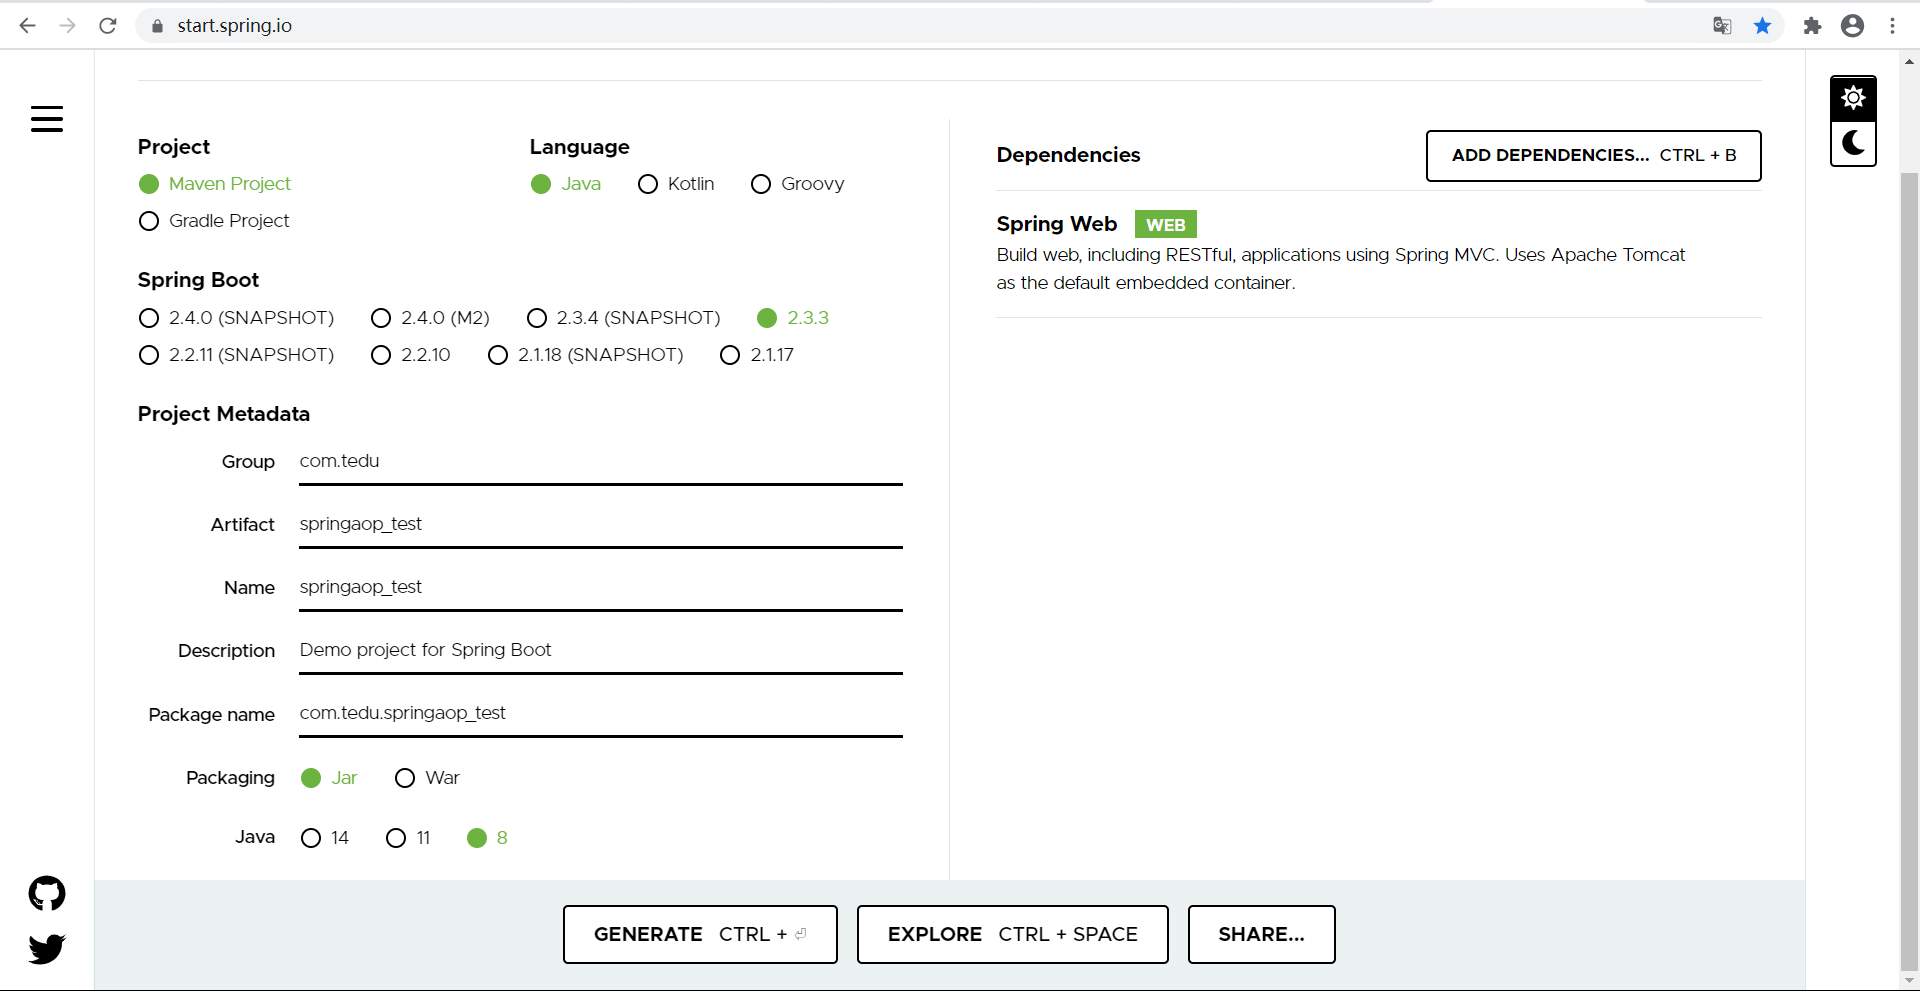 start.spring.io
Project
Maven Project
Gradle Project
Language
Java Kotlin Groovy
Spring Boot
2.4.0 (SNAPSHOT) 2.4.0 (M2) 2.3.4 (SNAPSHOT) 2.3.3
2.2.11 (SNAPSHOT) 2.2.10 2.1.18 (SNAPSHOT) 2.1.17
Project Metadata
Group com.tedu
Artifact springaop_test
Name springaop_test
Description Demo project for Spring Boot
Package name com.tedu.springaop_test
Packaging Jar War
Java 14 11 8
Dependencies
ADD DEPENDENCIES... CTRL + B
Spring Web WEB
Build web, including RESTful, applications using Spring MVC. Uses Apache Tomcat
as the default embedded container.
GENERATE CTRL + ⏎
EXPLORE CTRL + SPACE
SHARE...